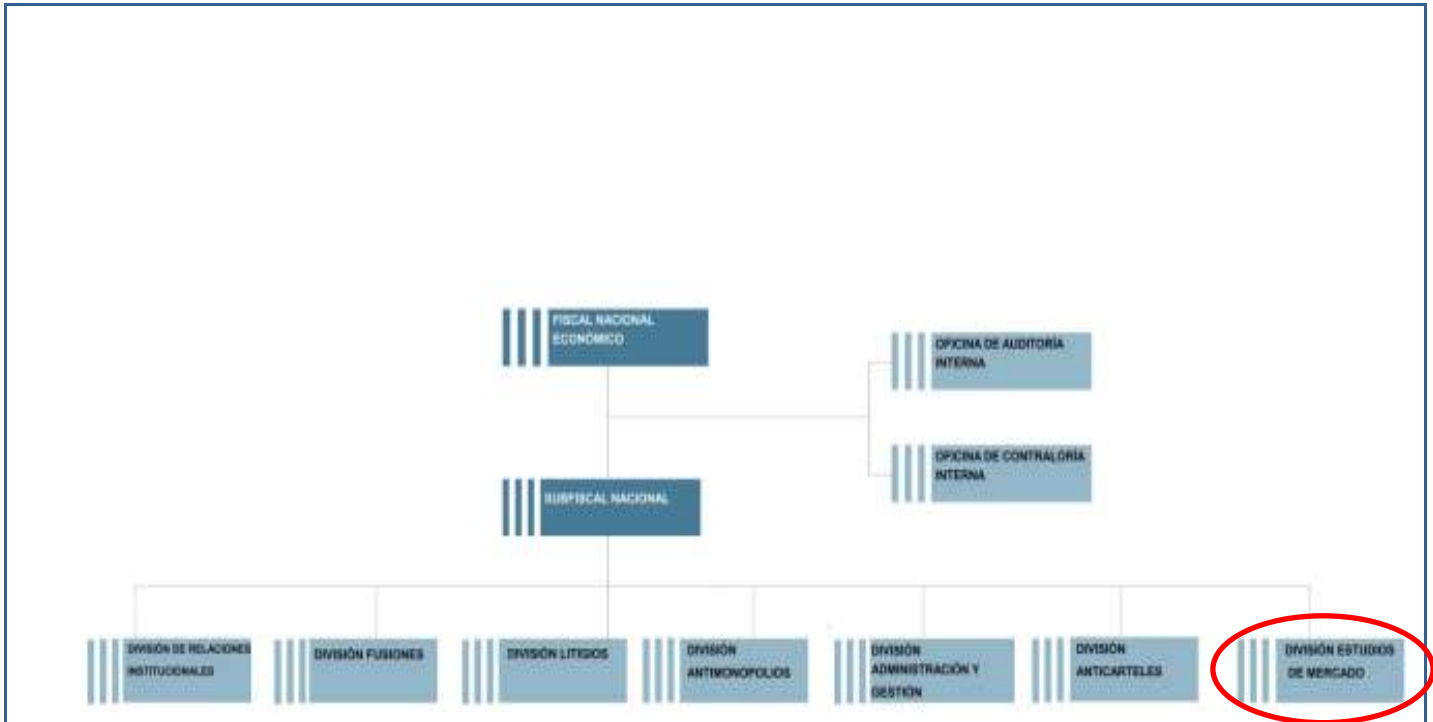 FISCAL NACIONAL
ECONÓMICO
OFICINA DE AUDITORÍA
INTERNA
OFICINA DE CONTRALORÍA
INTERNA
SUBFISCAL NACIONAL
DIVISIÓN DE RELACIONES
INSTITUCIONALES
DIVISIÓN FUSIONES
DIVISIÓN LITIGIOS
DIVISIÓN
ANTIMONOPOLIOS
DIVISIÓN
ADMINISTRACIÓN Y
GESTIÓN
DIVISIÓN
ANTICARTELES
DIVISIÓN ESTUDIOS
DE MERCADO